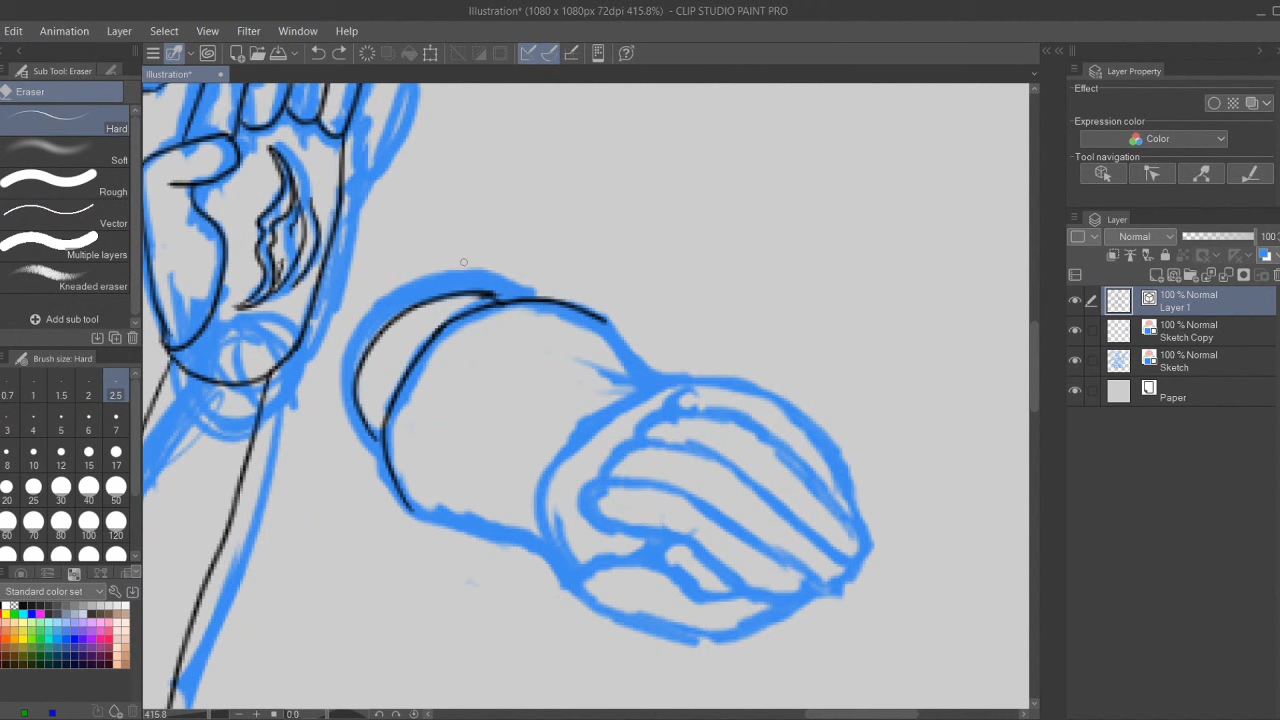 Illustration* (1080 x 1080px 72dpi 415.8%) - CLIP STUDIO PAINT PRO
Edit Animation Layer Select View Filter Window Help
Sub Tool: Eraser
Illustration*
Layer Property
Eraser
Effect
Hard
Expression color
Color
Soft
Tool navigation
Rough
Vector
Layer
Normal 100
Multiple layers
Kneaded eraser
100 % Normal
Layer 1
Add sub tool
100 % Normal
Sketch Copy
Brush size: Hard
100 % Normal
Sketch
0.7 1 1.5 2 2.5
Paper
3 4 5 6 7
8 10 12 15 17
20 25 30 40 50
60 70 80 100 120
Standard color set
415.8 0.0